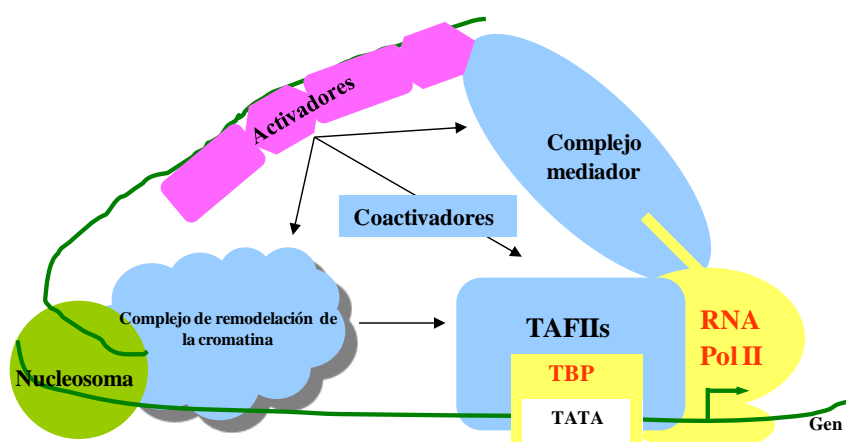 Activadores
Complejo
mediador
Coactivadores
Complejo de remodelación de
la cromatina
TAFIIs
RNA
Pol II
Nucleosoma
TBP
TATA
Gen